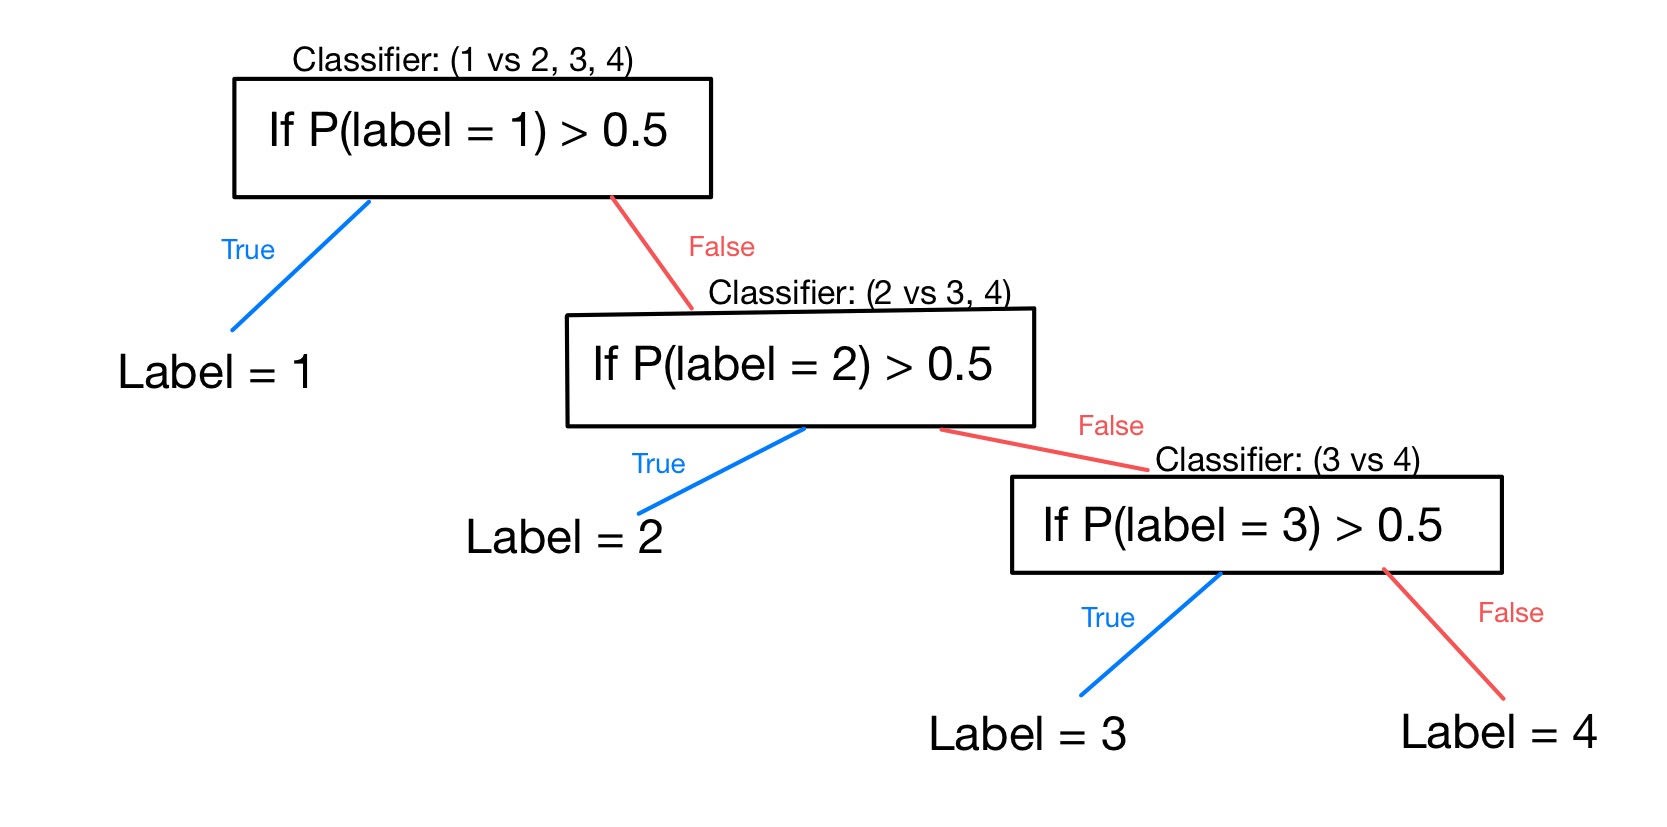 Classifier: (1 vs 2, 3, 4)
If P(label = 1) > 0.5
True
False
Label = 1
Classifier: (2 vs 3, 4)
If P(label = 2) > 0.5
True
False
Label = 2
Classifier: (3 vs 4)
If P(label = 3) > 0.5
True
False
Label = 3
Label = 4